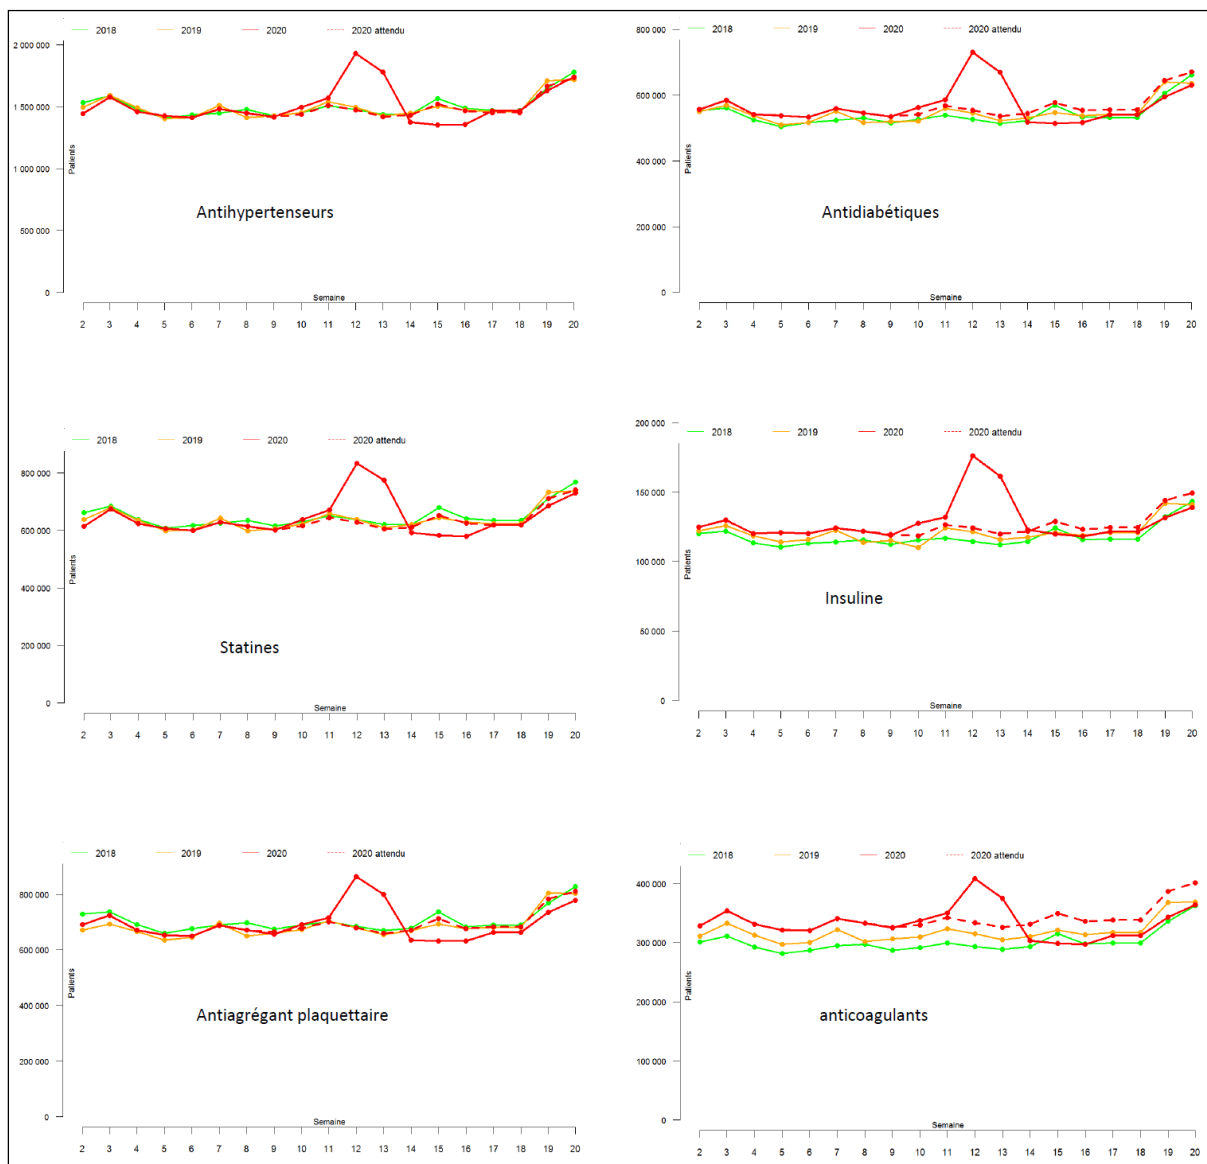 2018 2019 2020 2020 attendu
2 000 000
1 500 000
1 000 000
500 000
0
Patients
Antihypertenseurs
Semaine
2 3 4 5 6 7 8 9 10 11 12 13 14 15 16 17 18 19 20
2018 2019 2020 2020 attendu
800 000
600 000
400 000
200 000
0
Patients
Antidiabétiques
Semaine
2 3 4 5 6 7 8 9 10 11 12 13 14 15 16 17 18 19 20
2018 2019 2020 2020 attendu
800 000
600 000
400 000
200 000
0
Patients
Statines
Semaine
2 3 4 5 6 7 8 9 10 11 12 13 14 15 16 17 18 19 20
2018 2019 2020 2020 attendu
200 000
150 000
100 000
50 000
0
Patients
Insuline
Semaine
2 3 4 5 6 7 8 9 10 11 12 13 14 15 16 17 18 19 20
2018 2019 2020 2020 attendu
800 000
600 000
400 000
200 000
0
Patients
Antiagrégant plaquettaire
Semaine
2 3 4 5 6 7 8 9 10 11 12 13 14 15 16 17 18 19 20
2018 2019 2020 2020 attendu
400 000
300 000
200 000
100 000
0
Patients
anticoagulants
Semaine
2 3 4 5 6 7 8 9 10 11 12 13 14 15 16 17 18 19 20